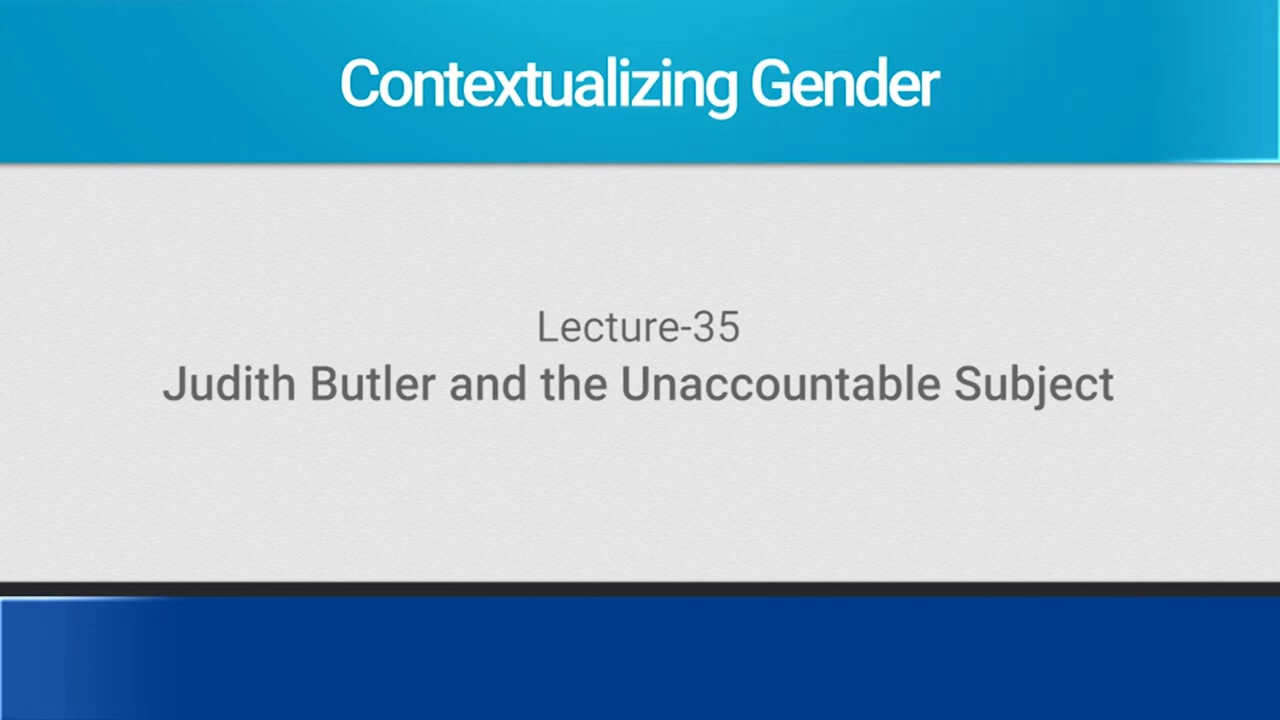 Contextualizing Gender
Lecture-35
Judith Butler and the Unaccountable Subject